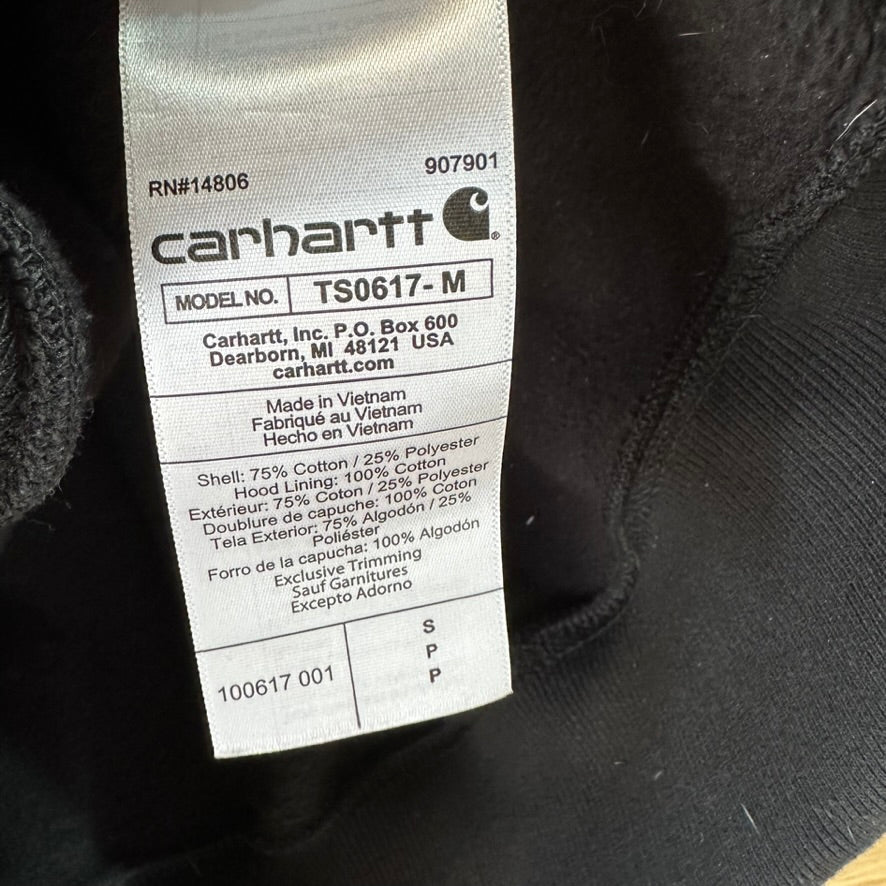 RN#14806 907901
carhartt
MODEL NO. TS0617- M
Carhartt, Inc. P.O. Box 600
Dearborn, MI 48121 USA
carhartt.com
Made in Vietnam
Fabriqué au Vietnam
Hecho en Vietnam
Shell: 75% Cotton / 25% Polyester
Hood Lining: 100% Cotton
Extérieur: 75% Coton / 25% Polyester
Doublure de capuche: 100% Coton
Tela Exterior: 75% Algodón / 25%
Poliéster
Forro de la capucha: 100% Algodón
Exclusive Trimming
Sauf Garnitures
Excepto Adorno
100617 001
S
P
P